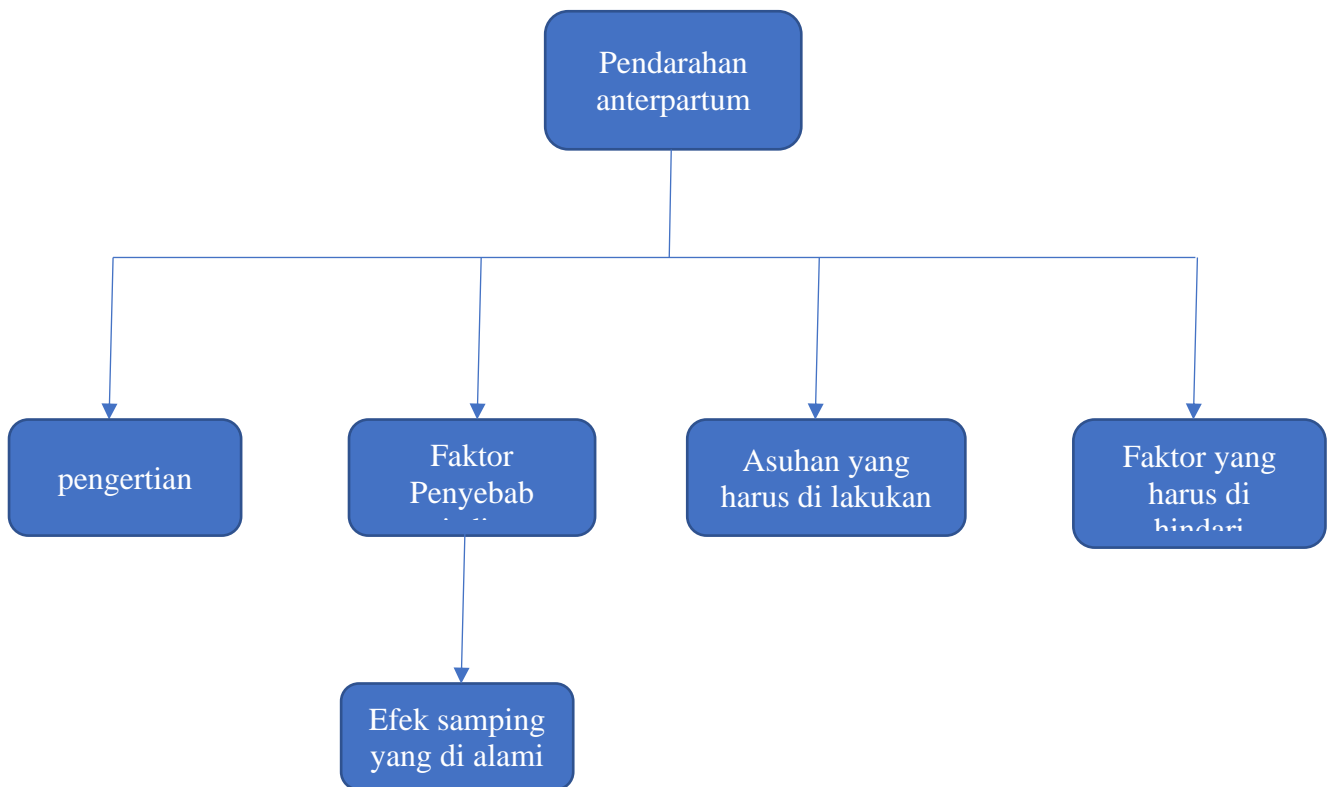 Pendarahan
anterpartum
pengertian
Faktor
Penyebab
Asuhan yang
harus di lakukan
Faktor yang
harus di
hindari
Efek samping
yang di alami